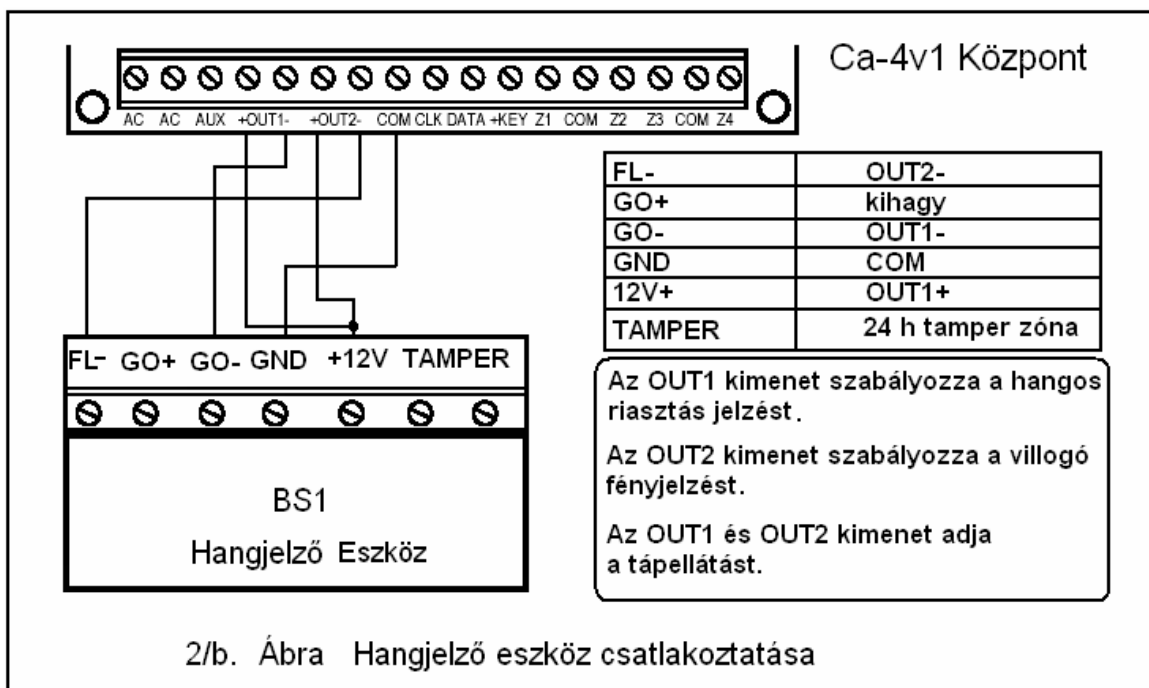 Ca-4v1 Központ
AC AC AUX +OUT1- +OUT2- COM CLK DATA +KEY Z1 COM Z2 Z3 COM Z4
FL- OUT2-
GO+ kihagy
GO- OUT1-
GND COM
12V+ OUT1+
TAMPER 24 h tamper zóna
FL- GO+ GO- GND +12V TAMPER
BS1
Hangjelző Eszköz
Az OUT1 kimenet szabályozza a hangos
riasztás jelzést.
Az OUT2 kimenet szabályozza a villogó
fényjelzést.
Az OUT1 és OUT2 kimenet adja
a tápellátást.
2/b. Ábra Hangjelző eszköz csatlakoztatása